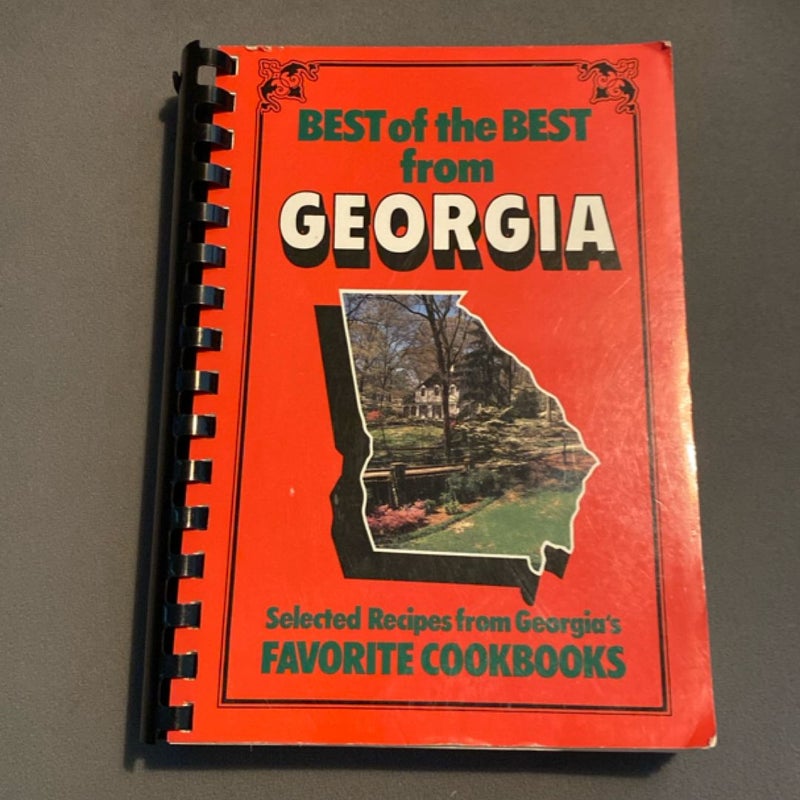 BEST of the BEST
from
GEORGIA
Selected Recipes from Georgia's
FAVORITE COOKBOOKS